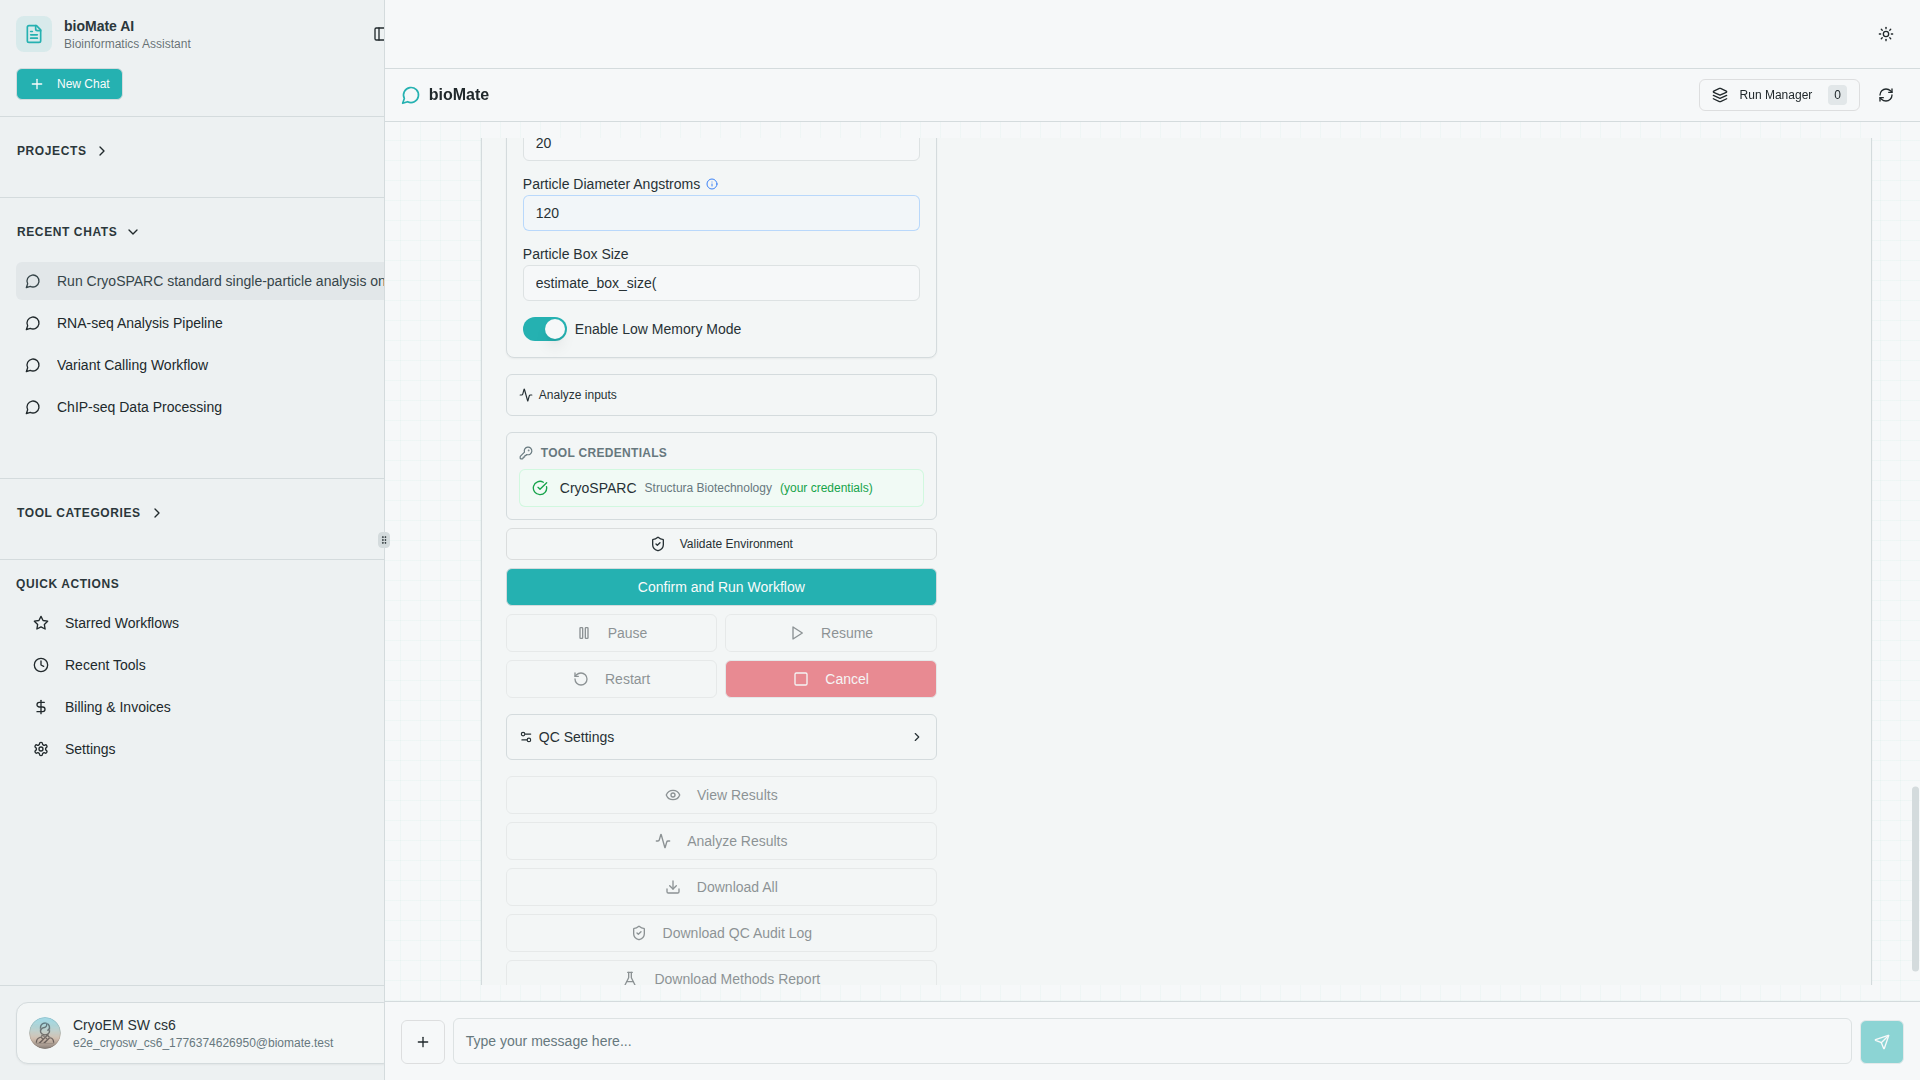 bioMate AI
Bioinformatics Assistant
New Chat
PROJECTS
RECENT CHATS
Run CryoSPARC standard single-particle analysis on
RNA-seq Analysis Pipeline
Variant Calling Workflow
ChIP-seq Data Processing
TOOL CATEGORIES
QUICK ACTIONS
Starred Workflows
Recent Tools
Billing & Invoices
Settings
CryoEM SW cs6
e2e_cryosw_cs6_1776374626950@biomate.test
bioMate
Run Manager 0
20
Particle Diameter Angstroms
120
Particle Box Size
estimate_box_size(
Enable Low Memory Mode
Analyze inputs
TOOL CREDENTIALS
CryoSPARC Structura Biotechnology (your credentials)
Validate Environment
Confirm and Run Workflow
Pause
Resume
Restart
Cancel
QC Settings
View Results
Analyze Results
Download All
Download QC Audit Log
Download Methods Report
Type your message here...